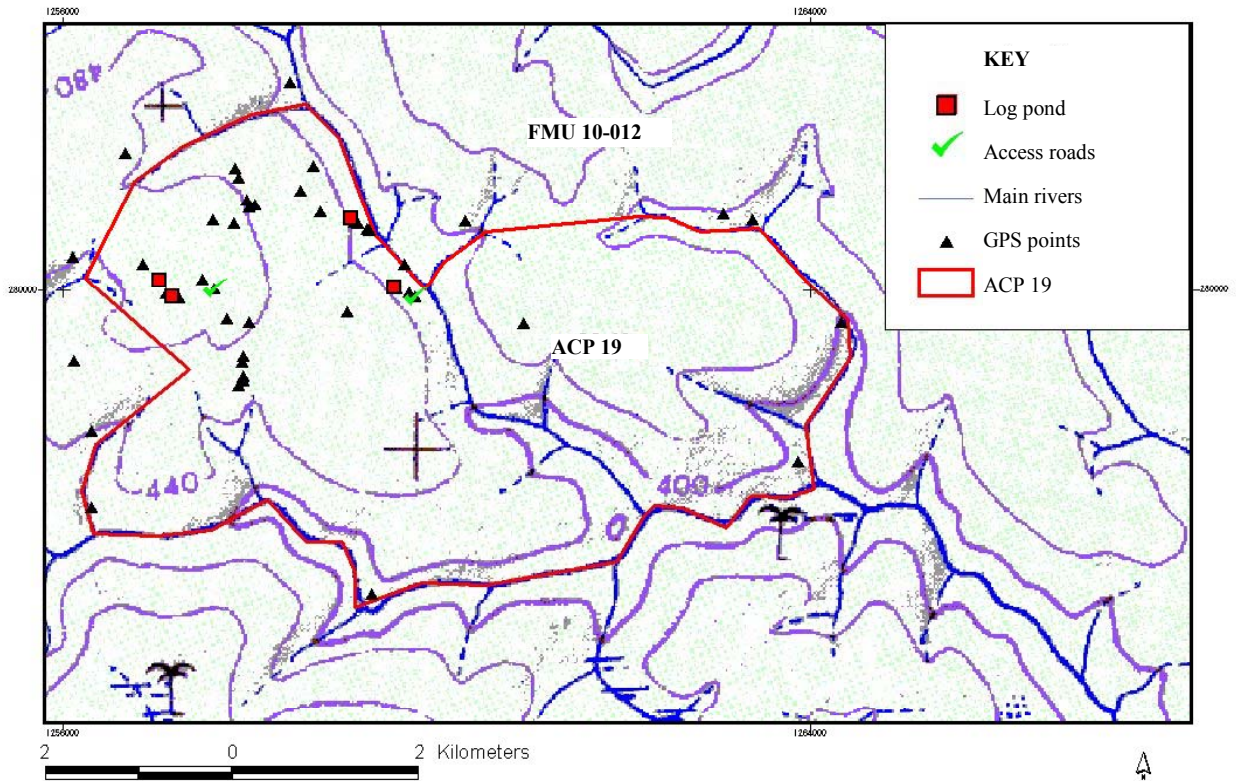 1256000
1264000
480
KEY
Log pond
FMU 10-012
Access roads
Main rivers
GPS points
280000
ACP 19
280000
ACP 19
440
400
0
1256000
1264000
2 0 2 Kilometers